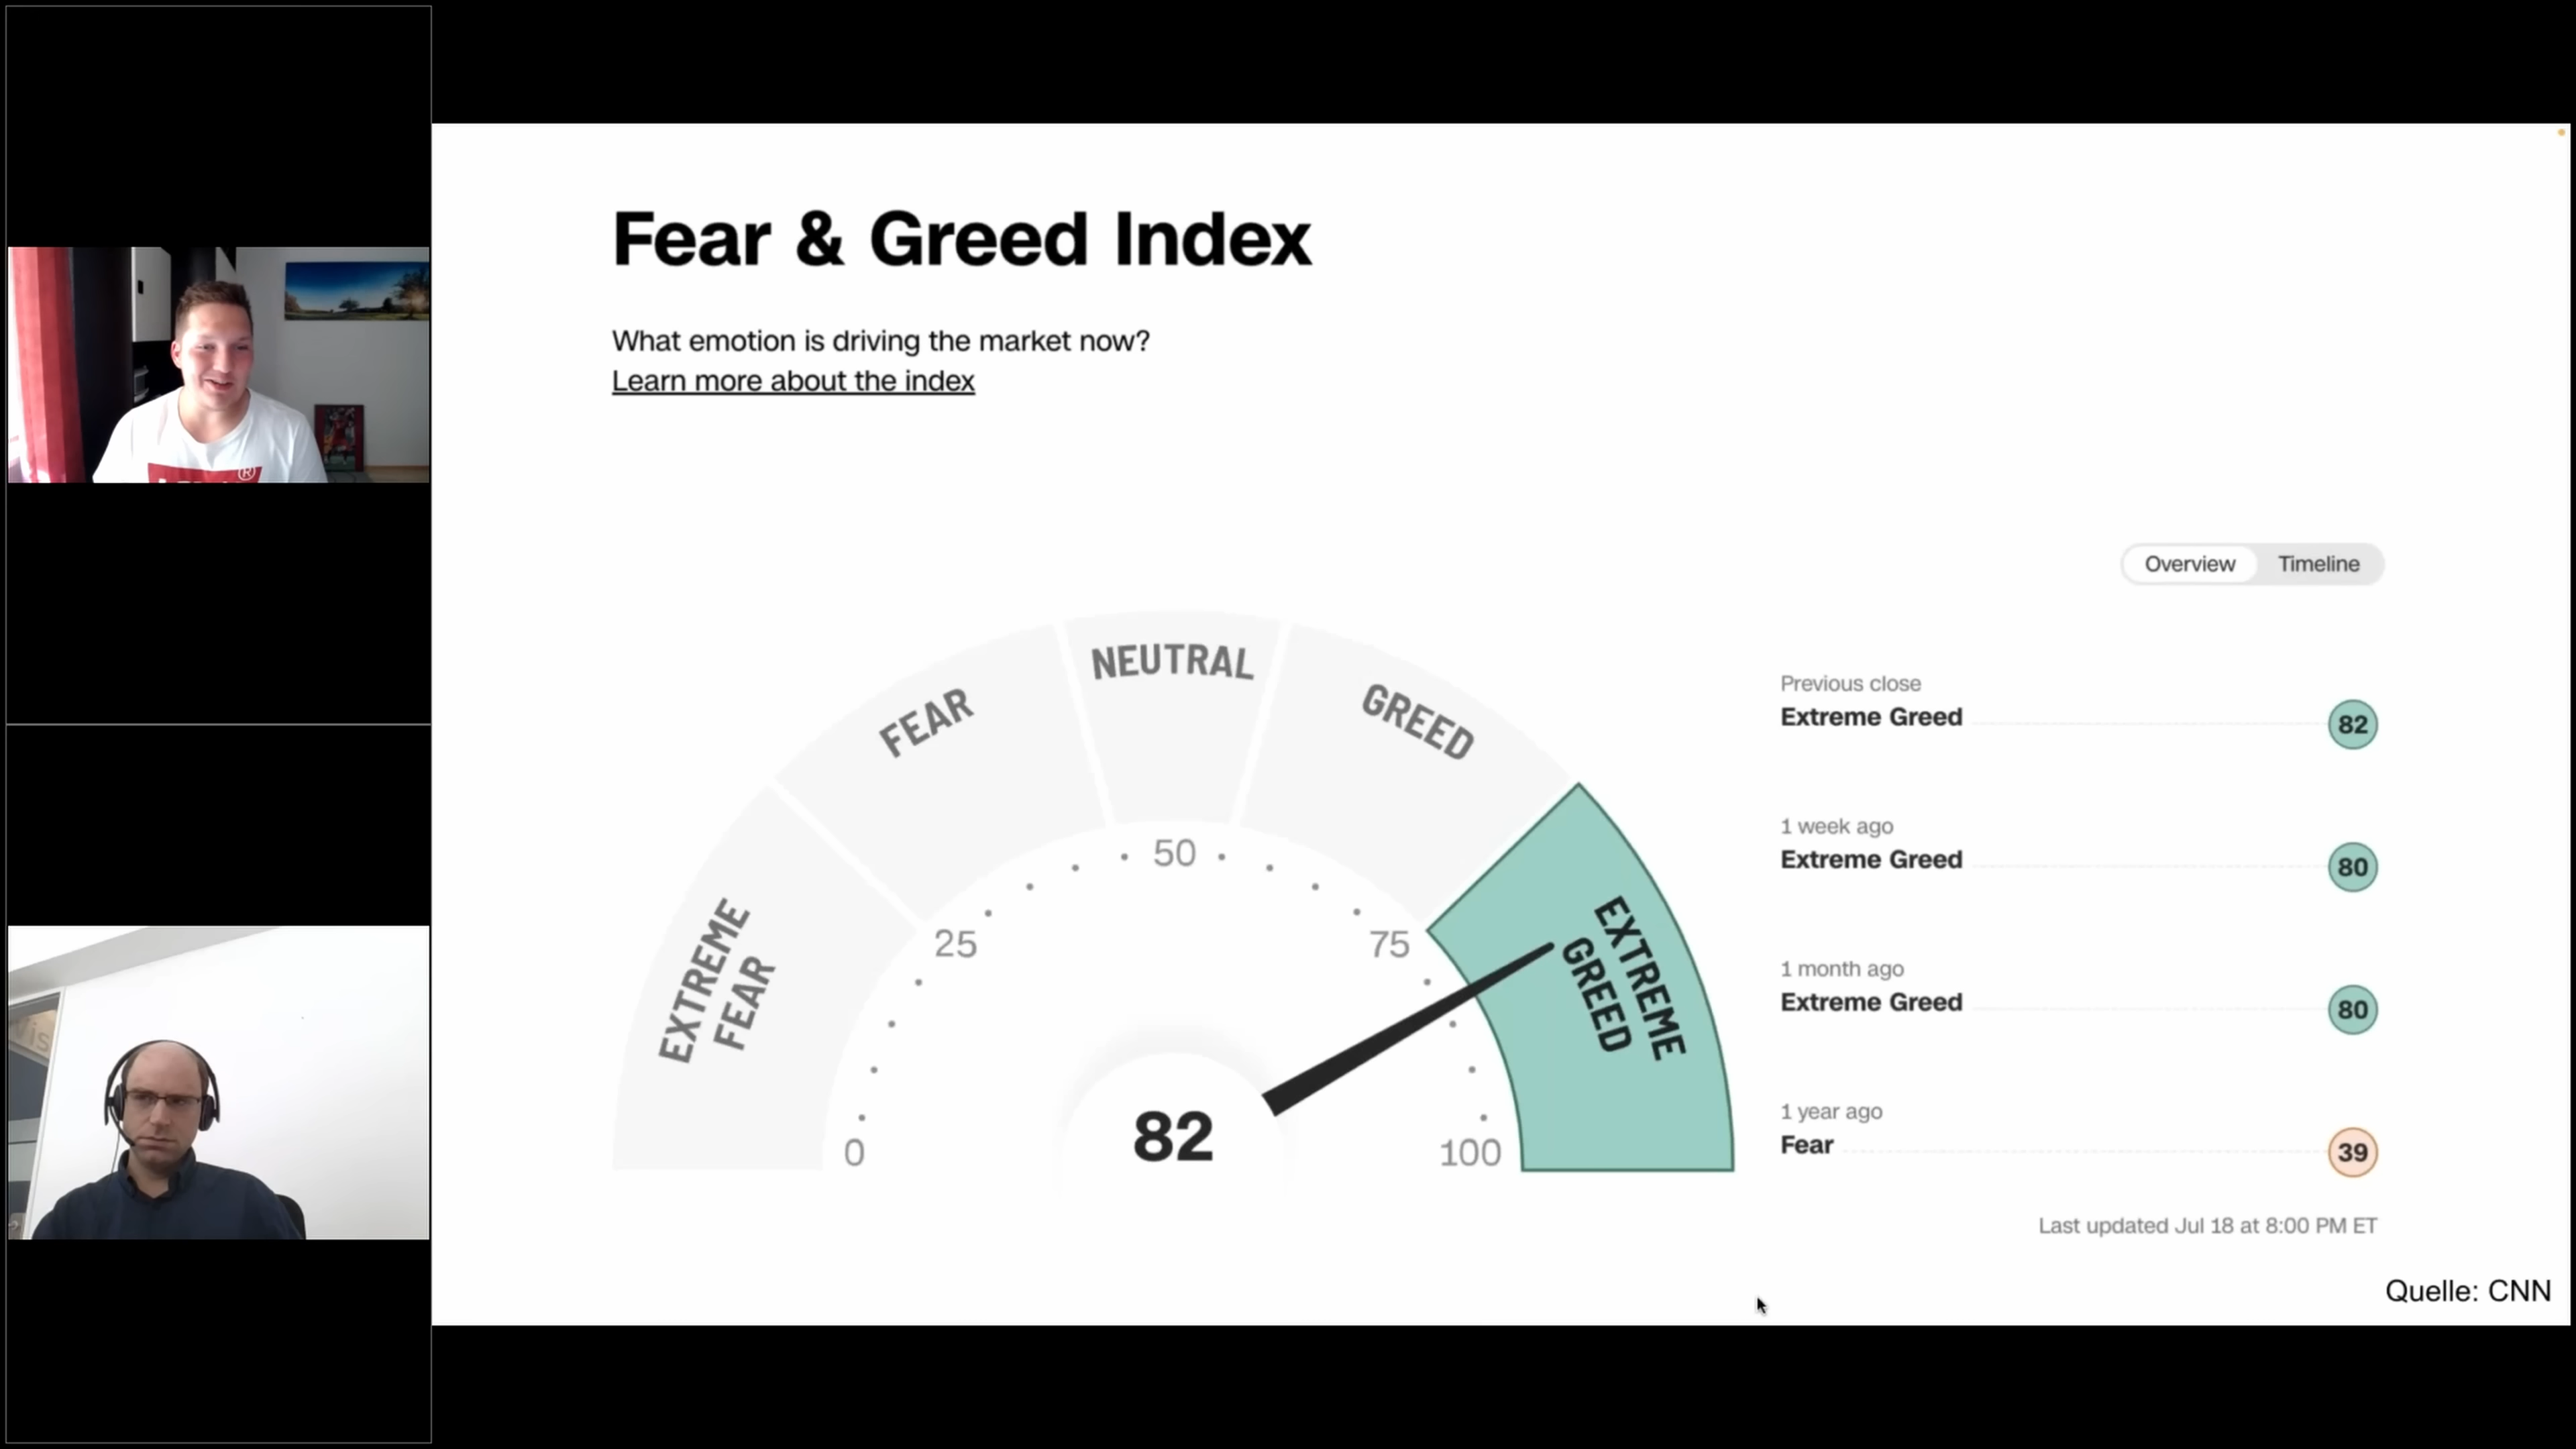 Fear & Greed Index
What emotion is driving the market now?
Learn more about the index
Overview
Timeline
EXTREME
FEAR
FEAR
NEUTRAL
GREED
EXTREME
GREED
0
25
50
75
100
82
Previous close
Extreme Greed
82
1 week ago
Extreme Greed
80
1 month ago
Extreme Greed
80
1 year ago
Fear
39
Last updated Jul 18 at 8:00 PM ET
Quelle: CNN
®